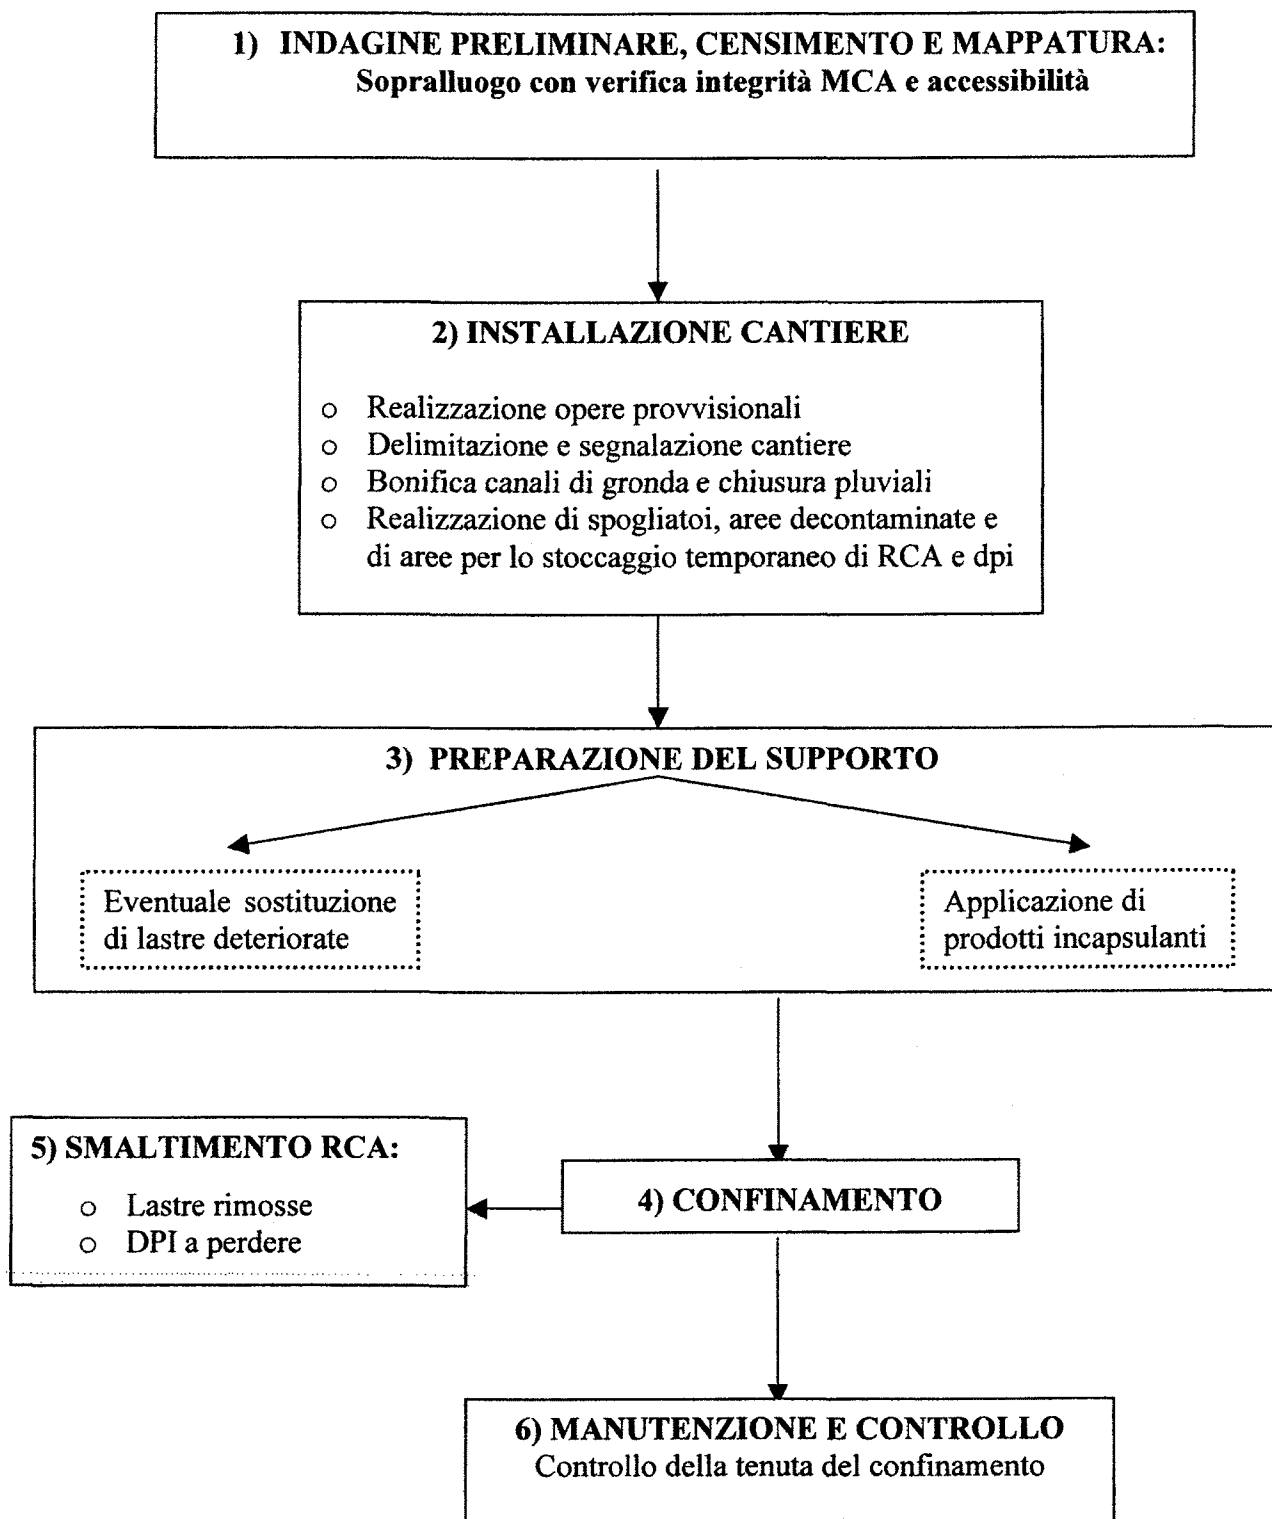 1) INDAGINE PRELIMINARE, CENSIMENTO E MAPPATURA:
Sopralluogo con verifica integrità MCA e accessibilità
2) INSTALLAZIONE CANTIERE
o Realizzazione opere provvisionali
o Delimitazione e segnalazione cantiere
o Bonifica canali di gronda e chiusura pluviali
o Realizzazione di spogliatoi, aree decontaminate e
di aree per lo stoccaggio temporaneo di RCA e dpi
3) PREPARAZIONE DEL SUPPORTO
Eventuale sostituzione
di lastre deteriorate
Applicazione di
prodotti incapsulanti
4) CONFINAMENTO
5) SMALTIMENTO RCA:
o Lastre rimosse
o DPI a perdere
6) MANUTENZIONE E CONTROLLO
Controllo della tenuta del confinamento